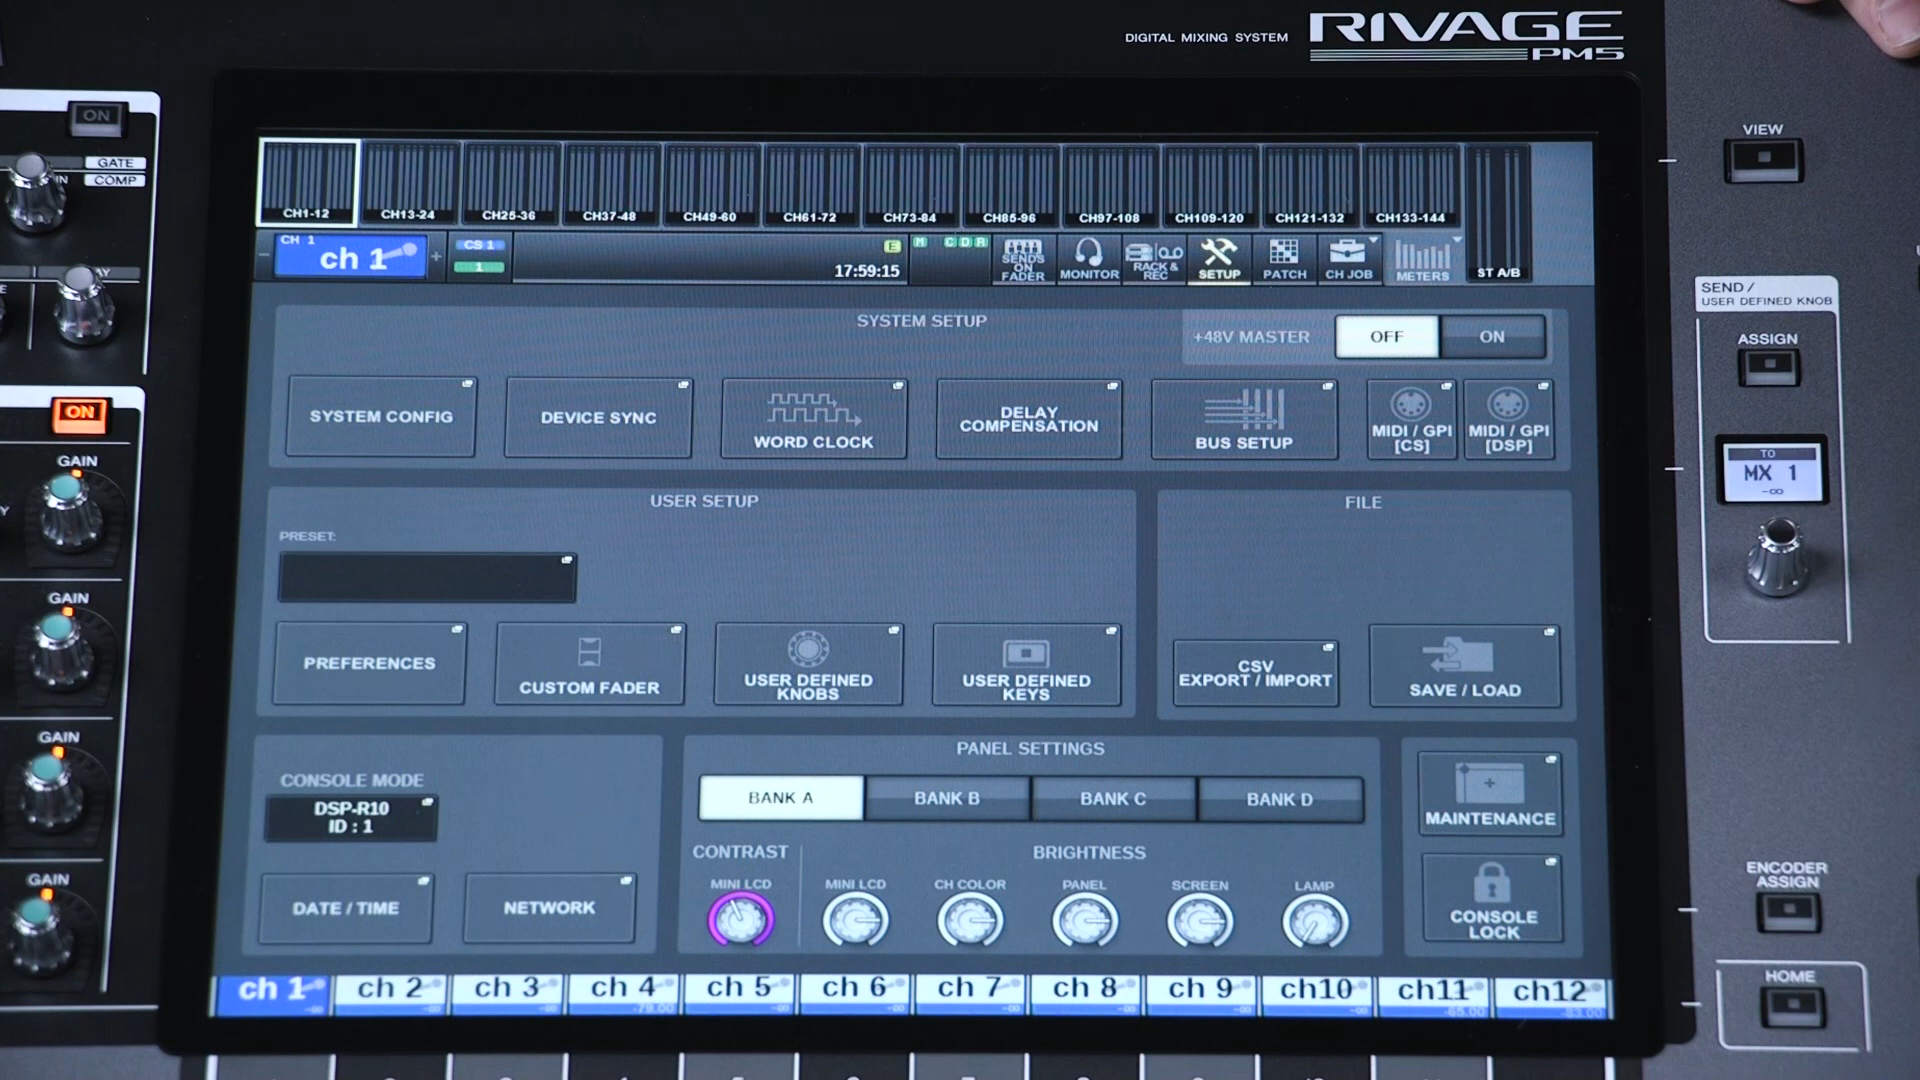 DIGITAL MIXING SYSTEM RIVAGE
PM5
ON
GATE
COMP
VIEW
CH1-12 CH13-24 CH25-36 CH37-48 CH49-60 CH61-72 CH73-84 CH85-96 CH97-108 CH109-120 CH121-132 CH133-144
CH 1
ch 1
CS 1
1
E
17:59:15
M C D R
SENDS ON FADER
MONITOR
RACK & REC
SETUP
PATCH
CH JOB
METERS
ST A/B
SYSTEM SETUP
+48V MASTER OFF ON
SYSTEM CONFIG
DEVICE SYNC
WORD CLOCK
DELAY
COMPENSATION
BUS SETUP
MIDI / GPI
[CS]
MIDI / GPI
[DSP]
USER SETUP
PRESET:
PREFERENCES
CUSTOM FADER
USER DEFINED
KNOBS
USER DEFINED
KEYS
FILE
CSV
EXPORT / IMPORT
SAVE / LOAD
CONSOLE MODE
DSP-R10
ID : 1
DATE / TIME
NETWORK
PANEL SETTINGS
BANK A BANK B BANK C BANK D
CONTRAST BRIGHTNESS
MINI LCD MINI LCD CH COLOR PANEL SCREEN LAMP
MAINTENANCE
CONSOLE
LOCK
ch 1 ch 2 ch 3 ch 4 ch 5 ch 6 ch 7 ch 8 ch 9 ch10 ch11 ch12
-∞ -∞ -∞ -79.00 -∞ -∞ -∞ -∞ -∞ -∞ -65.00 -83.00
ON
GAIN
GAIN
GAIN
GAIN
SEND /
USER DEFINED KNOB
ASSIGN
TO
MX 1
-∞
ENCODER
ASSIGN
HOME